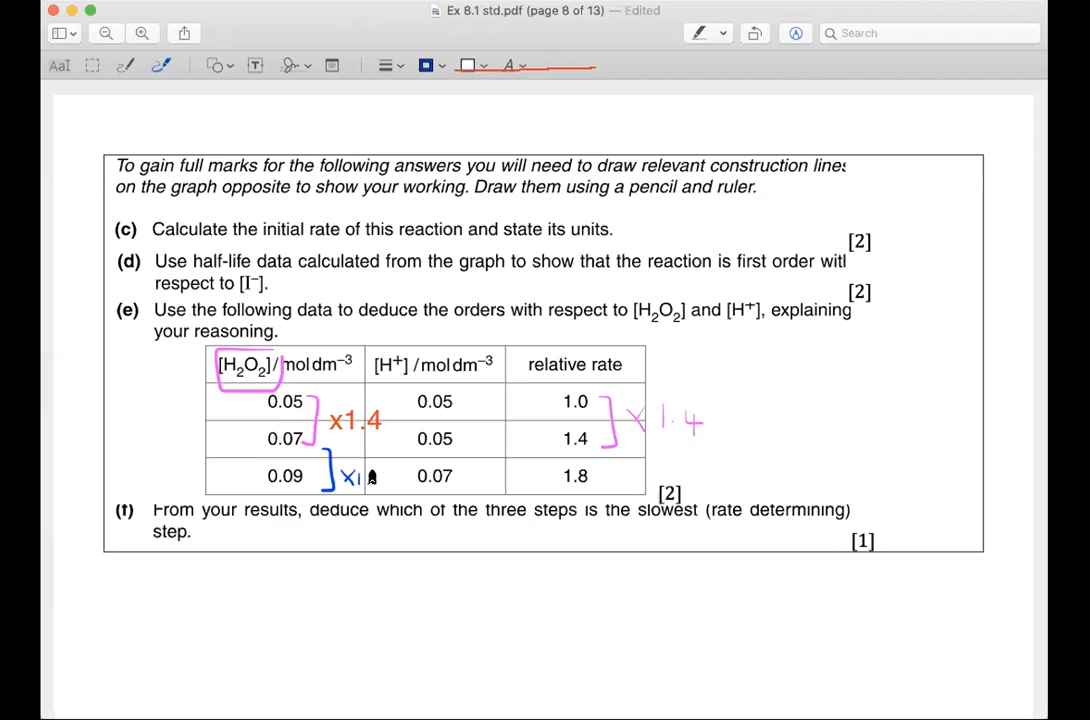 Ex 8.1 std.pdf (page 8 of 13) — Edited
Search
AaI
T
A
To gain full marks for the following answers you will need to draw relevant construction lines
on the graph opposite to show your working. Draw them using a pencil and ruler.
(c) Calculate the initial rate of this reaction and state its units.
[2]
(d) Use half-life data calculated from the graph to show that the reaction is first order with
respect to [I⁻].
[2]
(e) Use the following data to deduce the orders with respect to [H₂O₂] and [H⁺], explaining
your reasoning.
[H₂O₂]/mol dm⁻³ [H⁺]/mol dm⁻³ relative rate
0.05 0.05 1.0
x1.4 x1.4
0.07 0.05 1.4
0.09 x1 0.07 1.8
[2]
(f) From your results, deduce which of the three steps is the slowest (rate determining)
step.
[1]